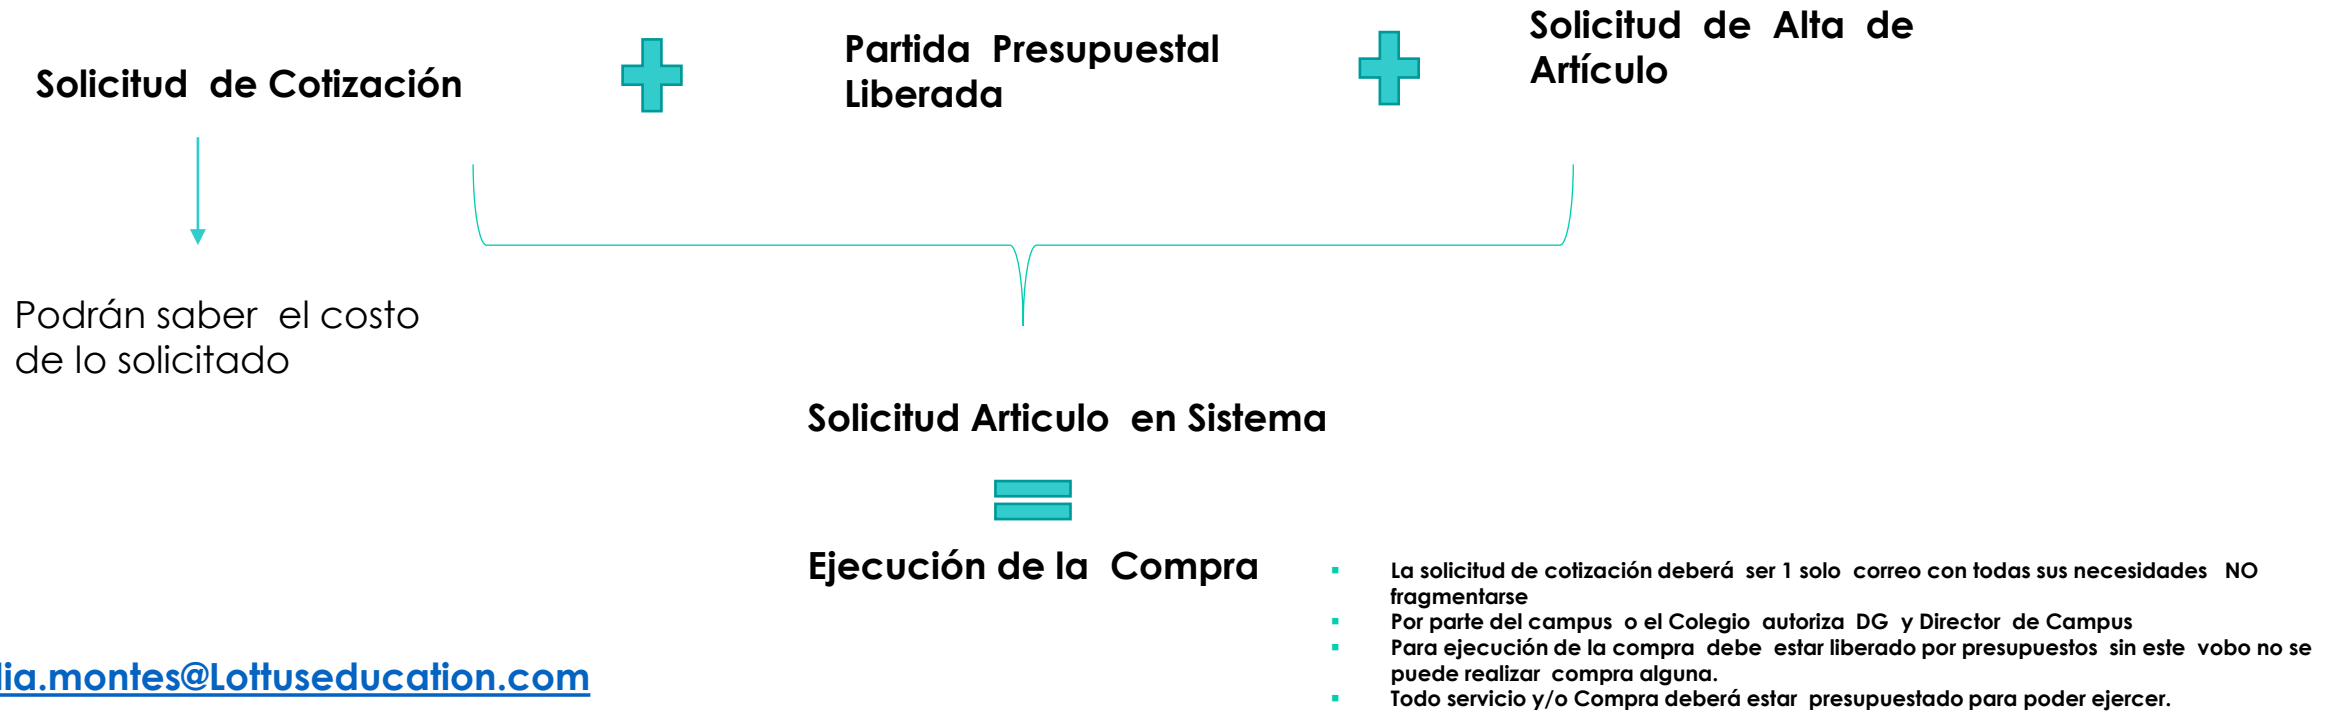 Solicitud de Cotización
Partida Presupuestal
Liberada
Solicitud de Alta de
Artículo
Podrán saber el costo
de lo solicitado
Solicitud Articulo en Sistema
Ejecución de la Compra
La solicitud de cotización deberá ser 1 solo correo con todas sus necesidades NO
fragmentarse
Por parte del campus o el Colegio autoriza DG y Director de Campus
Para ejecución de la compra debe estar liberado por presupuestos sin este vobo no se
puede realizar compra alguna.
Todo servicio y/o Compra deberá estar presupuestado para poder ejercer.
lia.montes@Lottuseducation.com